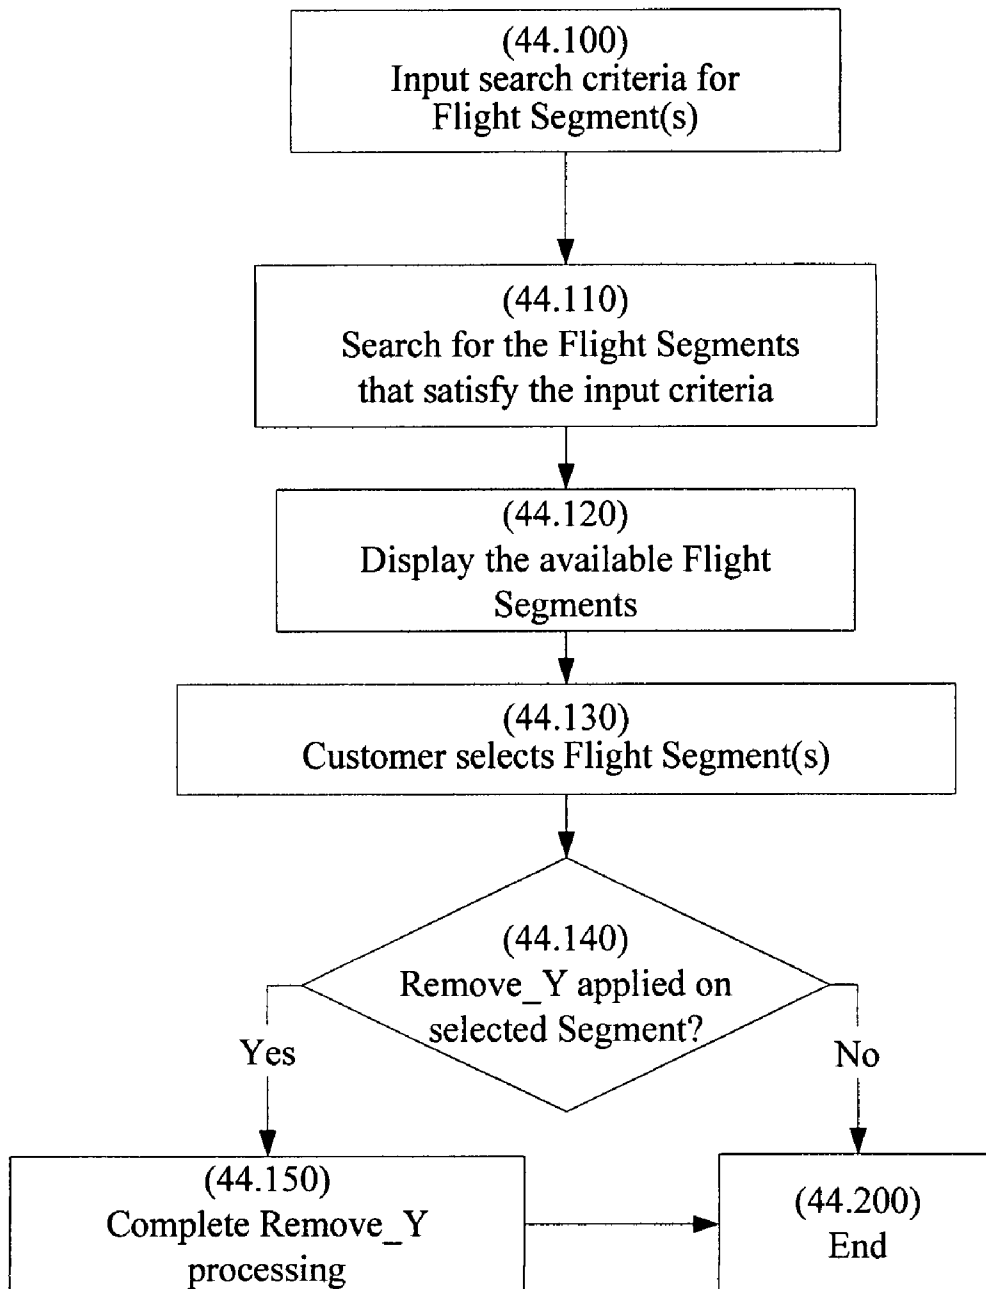 (44.100)
Input search criteria for
Flight Segment(s)
(44.110)
Search for the Flight Segments
that satisfy the input criteria
(44.120)
Display the available Flight
Segments
(44.130)
Customer selects Flight Segment(s)
(44.140)
Remove_Y applied on
selected Segment?
Yes
No
(44.150)
Complete Remove_Y
processing
(44.200)
End